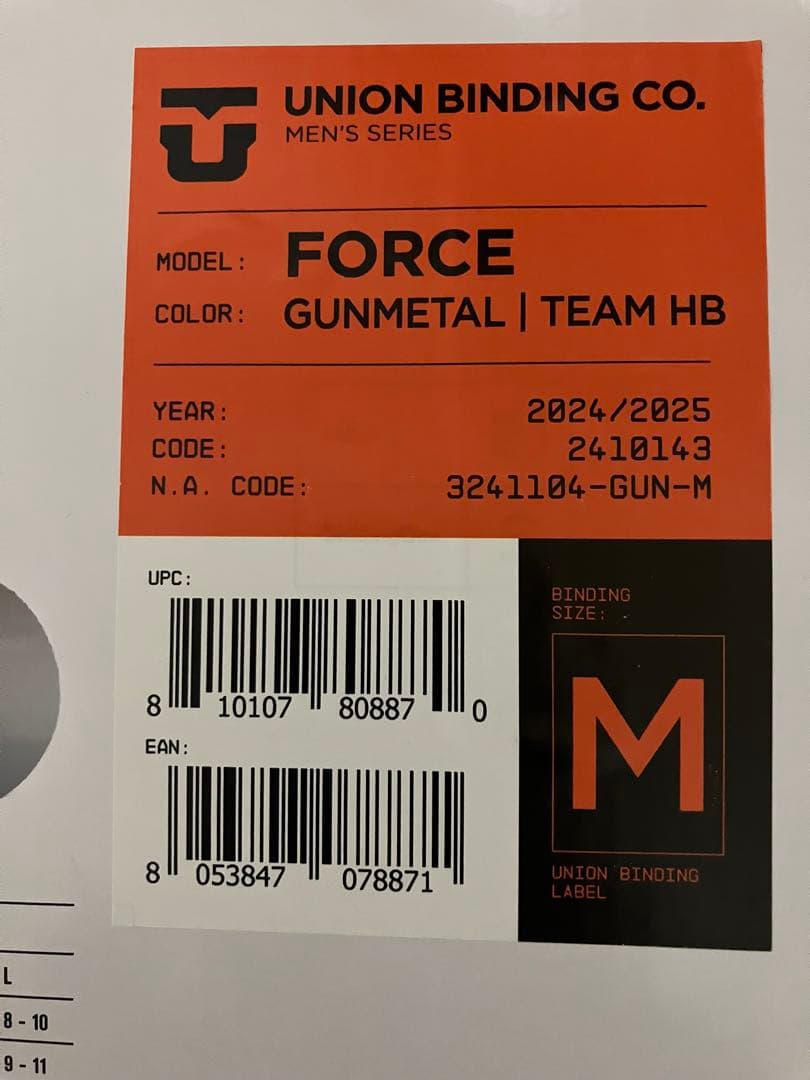 UNION BINDING CO.
MEN'S SERIES
MODEL: FORCE
COLOR: GUNMETAL | TEAM HB
YEAR: 2024/2025
CODE: 2410143
N.A. CODE: 3241104-GUN-M
UPC:
8 10107 80887 0
EAN:
8 053847 078871
BINDING
SIZE:
M
UNION BINDING
LABEL
L
8 - 10
9 - 11